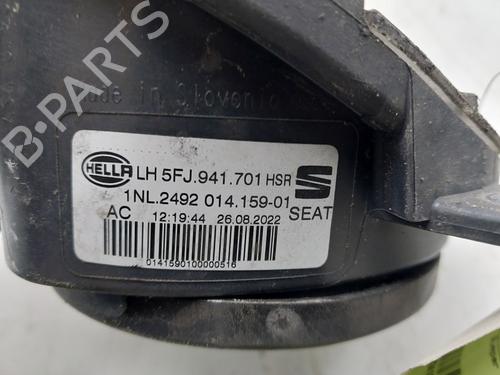 Made in Slovenia
HELLA LH 5FJ.941.701 HSR
1NL.2492 014.159-01
AC 12:19:44 26.08.2022 SEAT
0141590100000516
B-PARTS